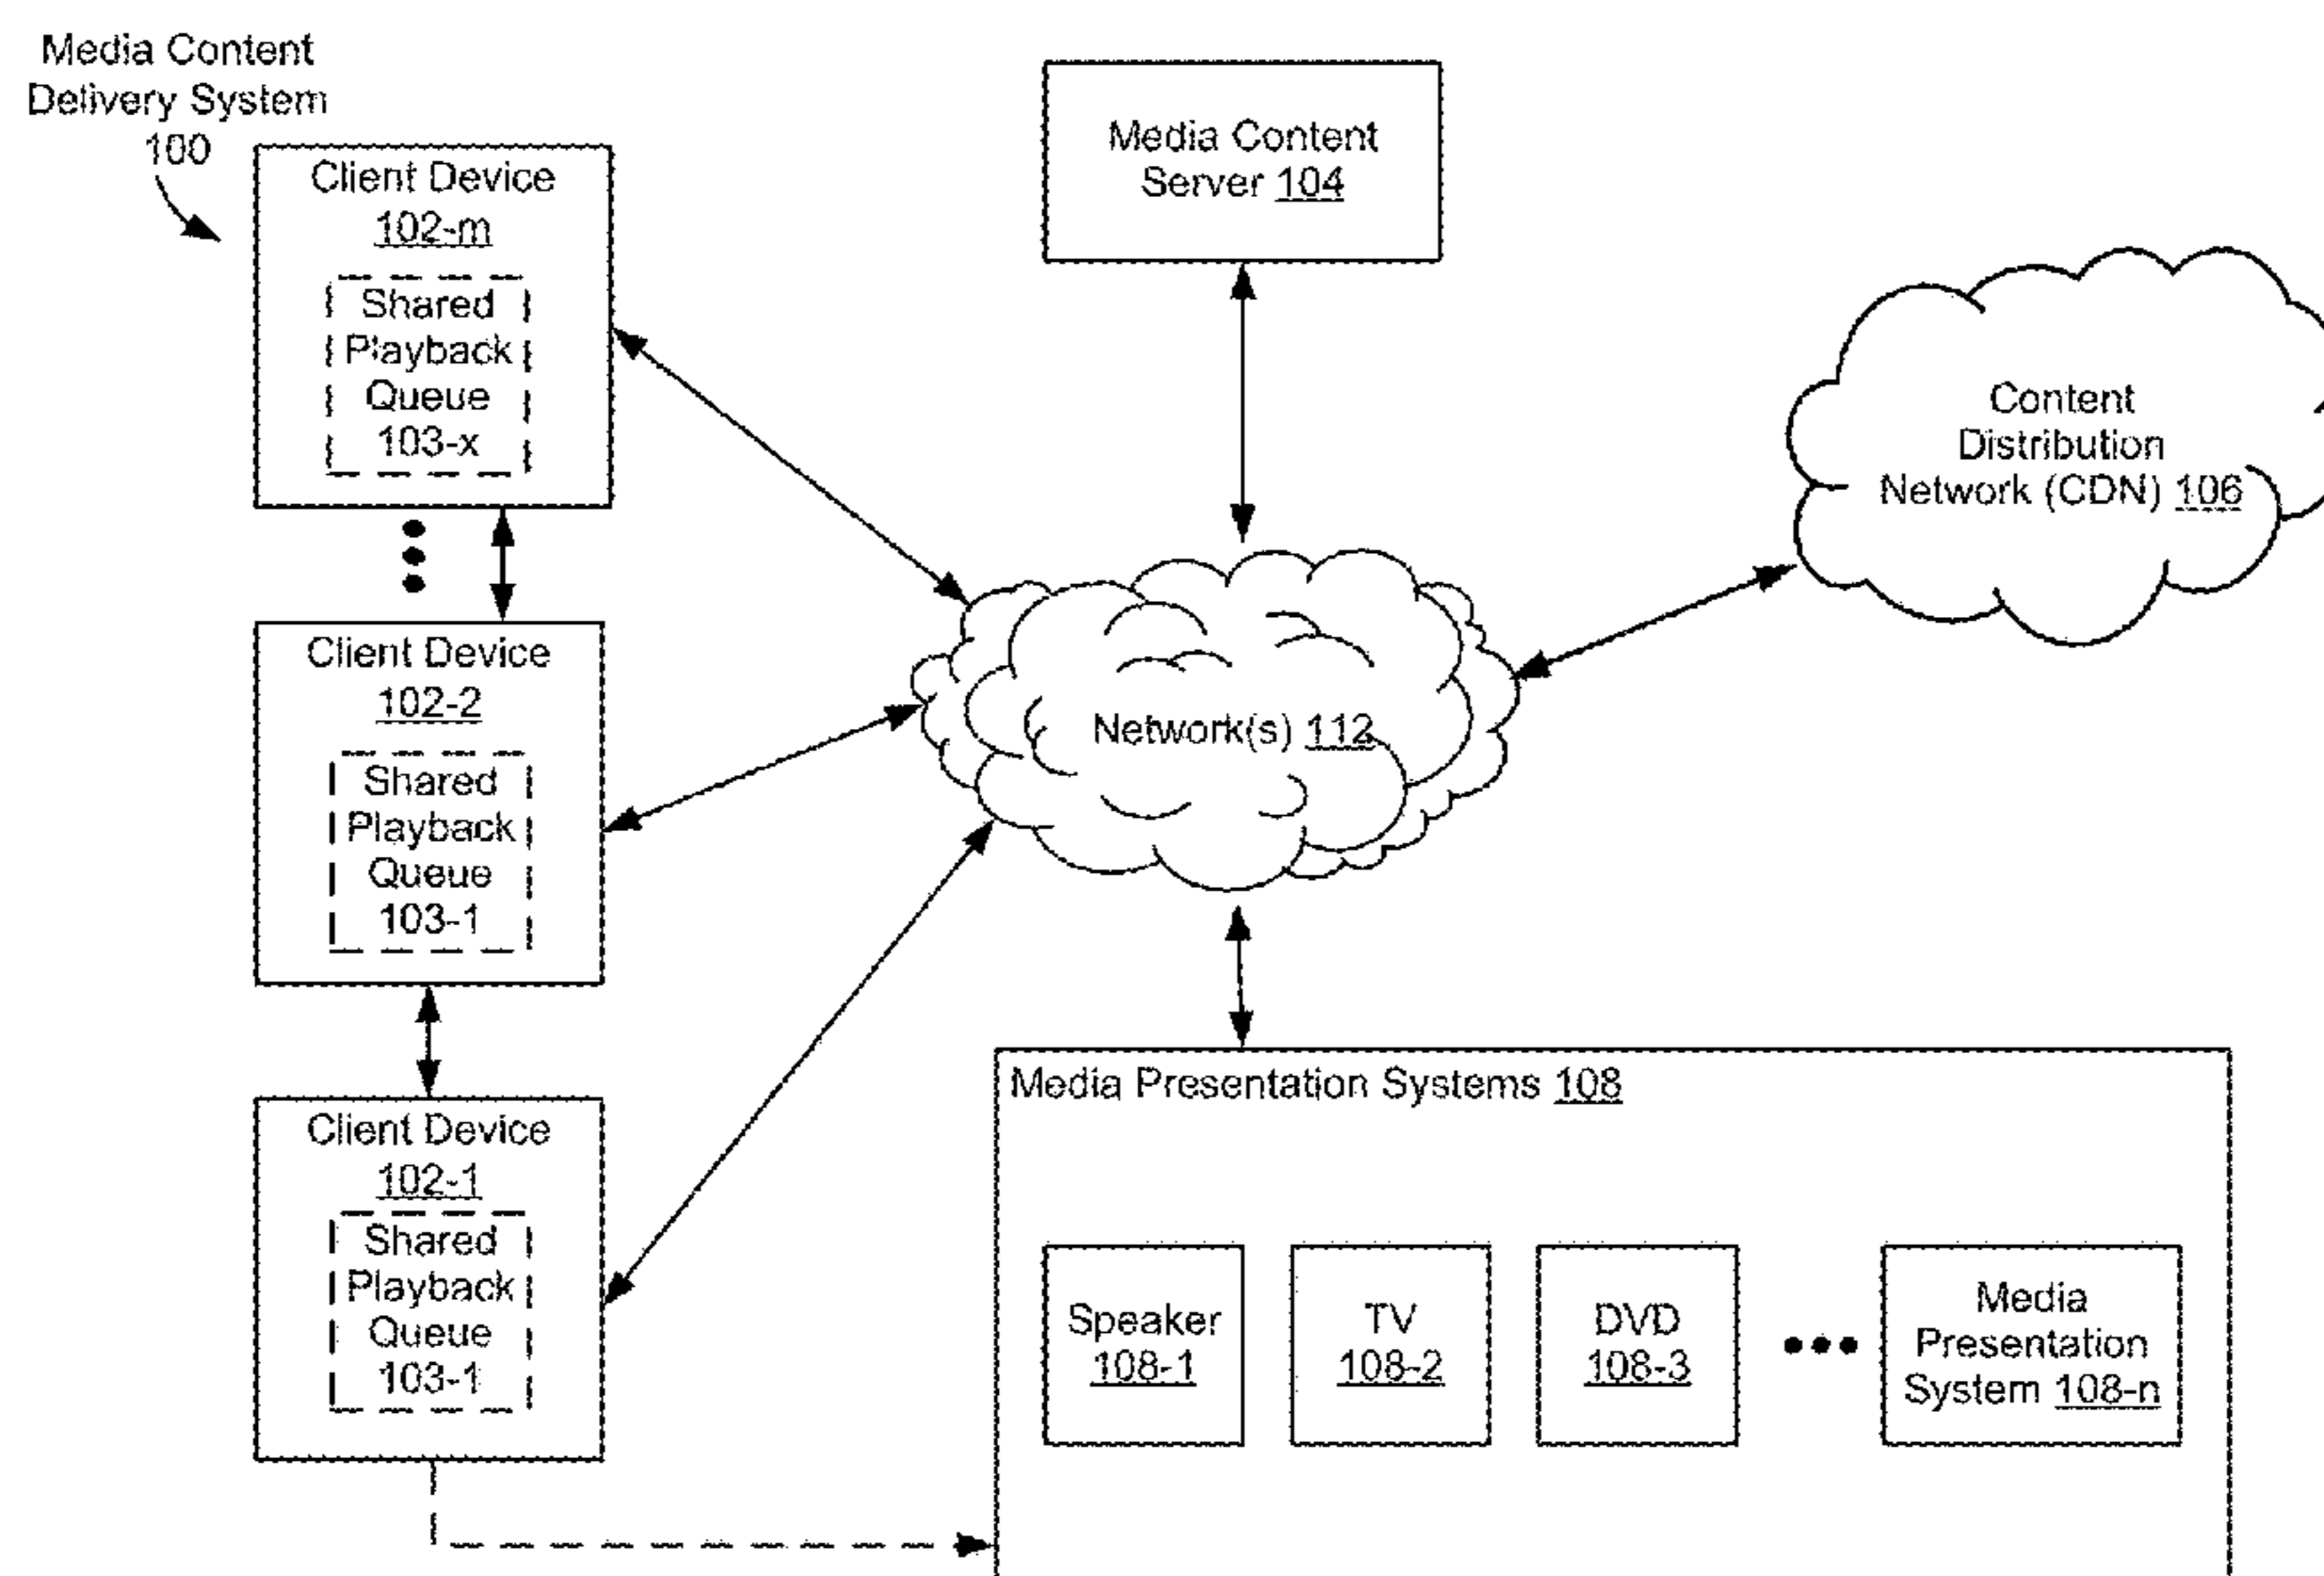 Media Content
Delivery System
100
Client Device
102-m
Shared
Playback
Queue
103-x
Media Content
Server 104
Content
Distribution
Network (CDN) 106
Client Device
102-2
Shared
Playback
Queue
103-1
Network(s) 112
Client Device
102-1
Shared
Playback
Queue
103-1
Media Presentation Systems 108
Speaker
108-1
TV
108-2
DVD
108-3
Media
Presentation
System 108-n